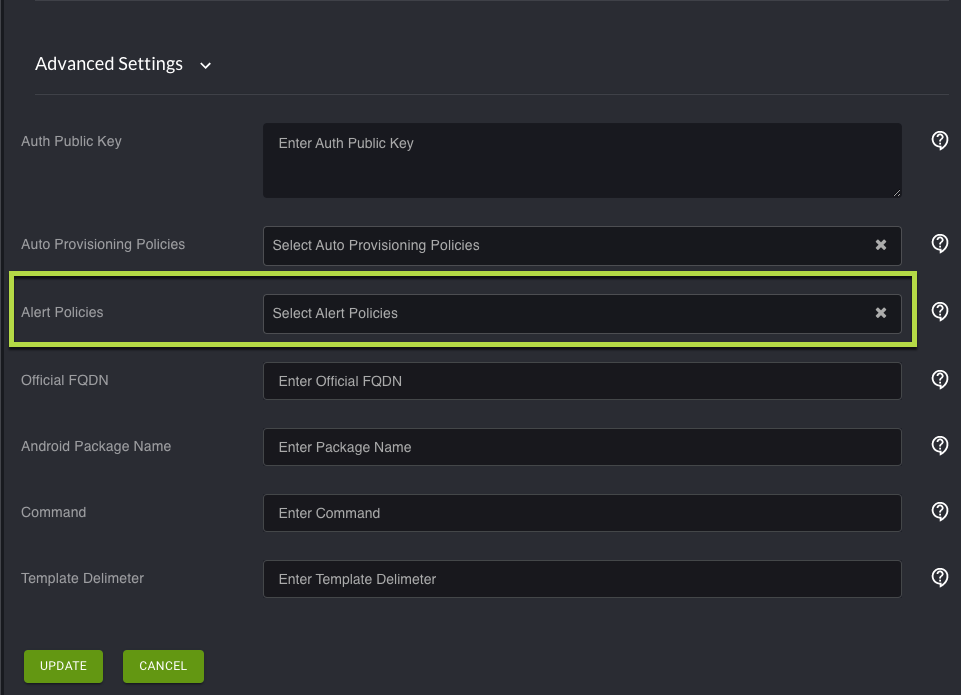 Advanced Settings
Auth Public Key
Enter Auth Public Key
Auto Provisioning Policies
Select Auto Provisioning Policies
Alert Policies
Select Alert Policies
Official FQDN
Enter Official FQDN
Android Package Name
Enter Package Name
Command
Enter Command
Template Delimeter
Enter Template Delimeter
UPDATE
CANCEL